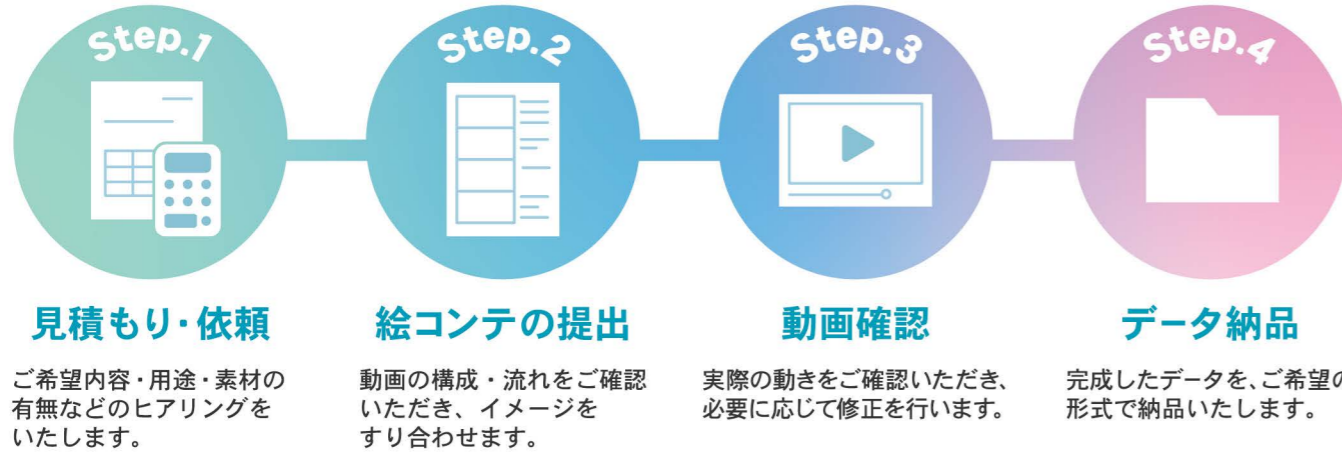 Step.1
見積もり・依頼
ご希望内容・用途・素材の
有無などのヒアリングを
いたします。
Step.2
絵コンテの提出
動画の構成・流れをご確認
いただき、イメージを
すり合わせます。
Step.3
動画確認
実際の動きをご確認いただき、
必要に応じて修正を行います。
Step.4
データ納品
完成したデータを、ご希望の
形式で納品いたします。